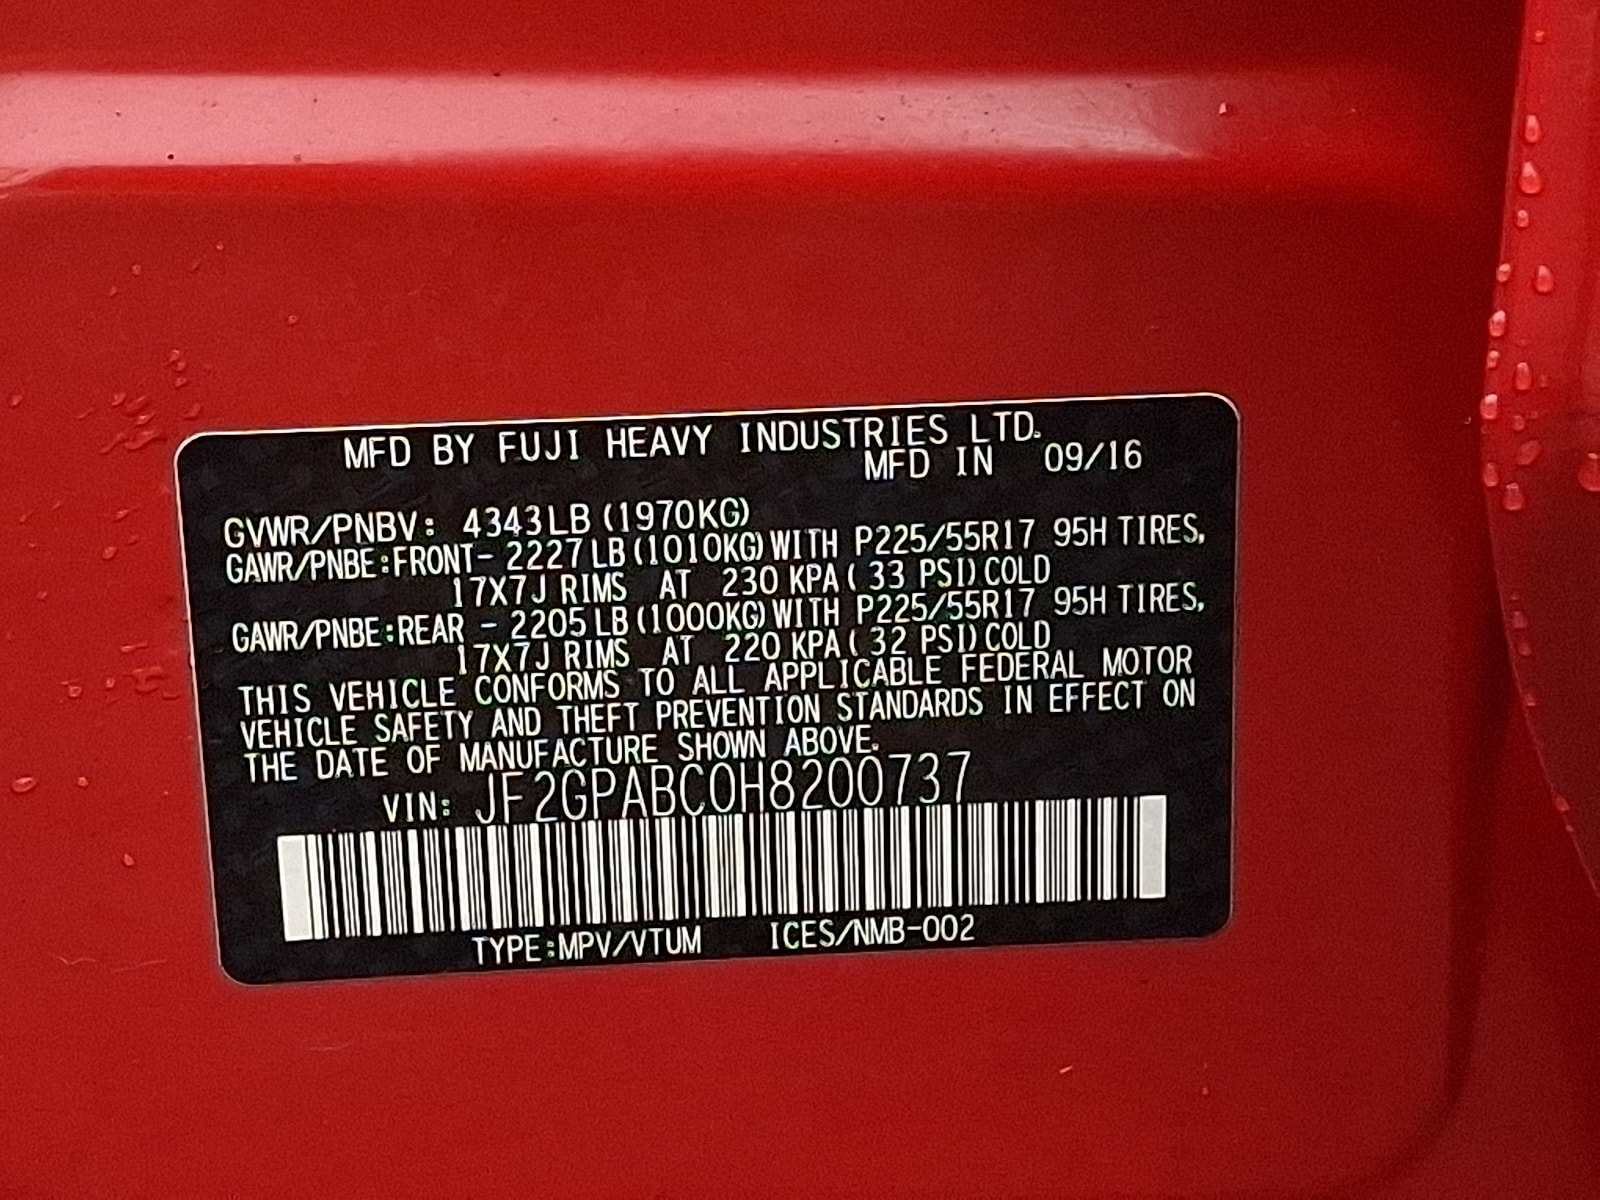 MFD BY FUJI HEAVY INDUSTRIES LTD.
MFD IN 09/16
GVWR/PNBV: 4343LB (1970KG)
GAWR/PNBE:FRONT- 2227LB (1010KG) WITH P225/55R17 95H TIRES,
17X7J RIMS AT 230 KPA ( 33 PSI) COLD
GAWR/PNBE:REAR - 2205LB (1000KG) WITH P225/55R17 95H TIRES,
17X7J RIMS AT 220 KPA ( 32 PSI) COLD
THIS VEHICLE CONFORMS TO ALL APPLICABLE FEDERAL MOTOR
VEHICLE SAFETY AND THEFT PREVENTION STANDARDS IN EFFECT ON
THE DATE OF MANUFACTURE SHOWN ABOVE.
VIN: JF2GPABC0H8200737
TYPE:MPV/VTUM ICES/NMB-002